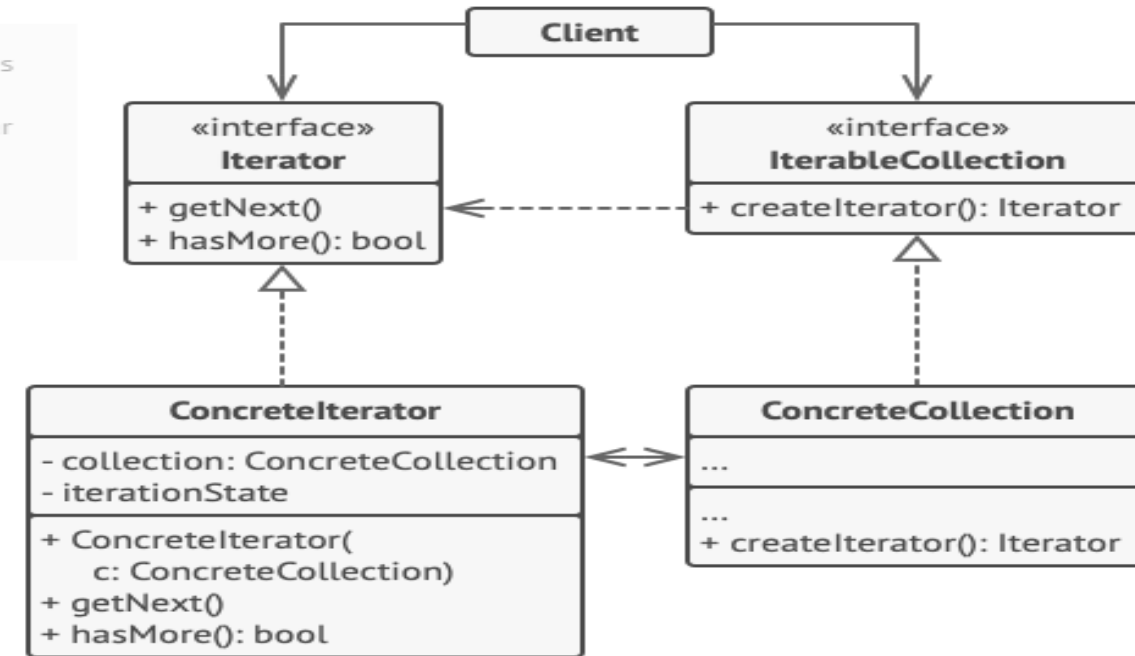 Client
s
r
«interface»
Iterator
+ getNext()
+ hasMore(): bool
«interface»
IterableCollection
+ createIterator(): Iterator
ConcreteIterator
- collection: ConcreteCollection
- iterationState
+ ConcreteIterator(
c: ConcreteCollection)
+ getNext()
+ hasMore(): bool
ConcreteCollection
...
...
+ createIterator(): Iterator